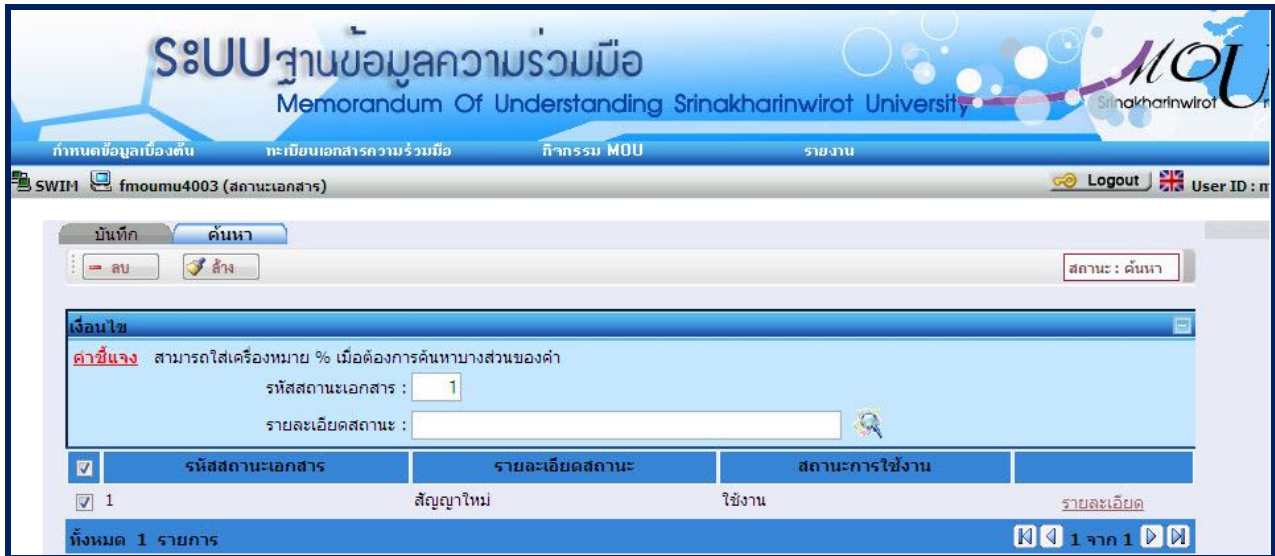 ระบบฐานข้อมูลความร่วมมือ
Memorandum Of Understanding Srinakharinwirot University
MOU
Srinakharinwirot
กำหนดข้อมูลเบื้องต้น ทะเบียนเอกสารความร่วมมือ กิจกรรม MOU รายงาน
SWIM fmoumu4003 (สถานะเอกสาร) Logout User ID :
บันทึก ค้นหา
ลบ ล้าง สถานะ : ค้นหา
เงื่อนไข
คำชี้แจง สามารถใส่เครื่องหมาย % เมื่อต้องการค้นหาบางส่วนของคำ
รหัสสถานะเอกสาร : 1
รายละเอียดสถานะ :
รหัสสถานะเอกสาร รายละเอียดสถานะ สถานะการใช้งาน
1 สัญญาใหม่ ใช้งาน รายละเอียด
ทั้งหมด 1 รายการ 1 จาก 1